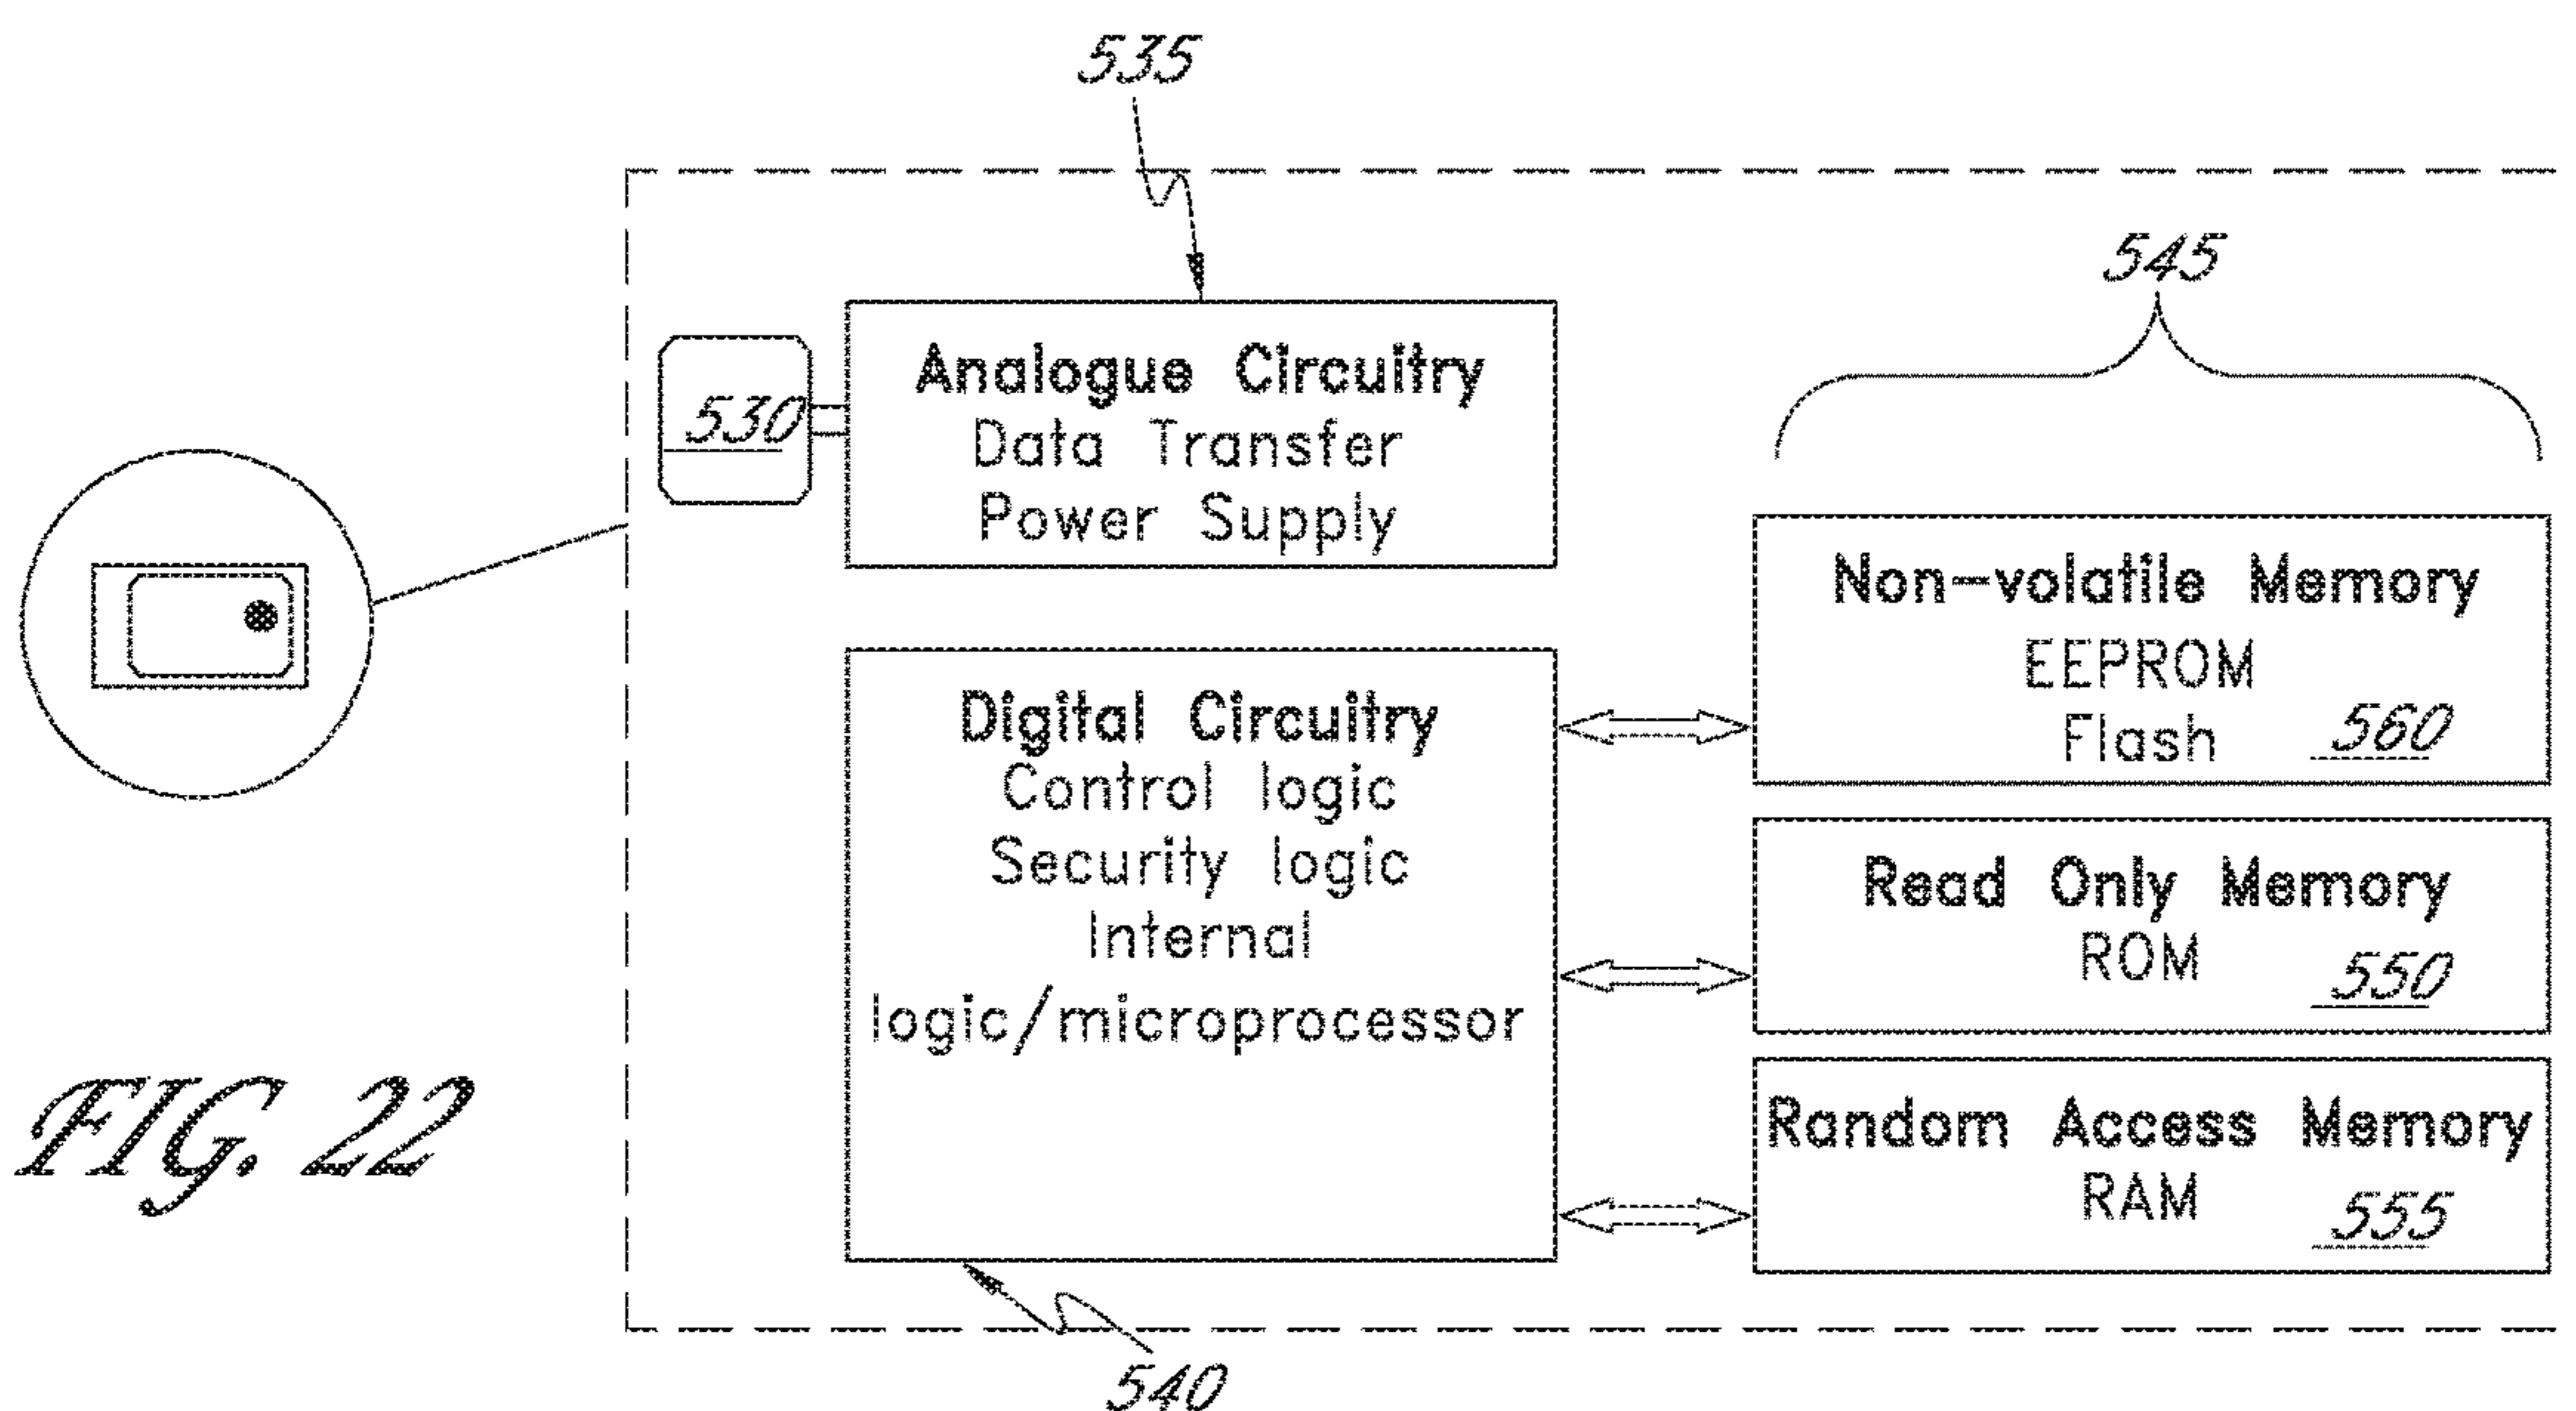 535
545
530
Analogue Circuitry
Data Transfer
Power Supply
Non-volatile Memory
EEPROM
Flash
560
Digital Circuitry
Control logic
Security logic
Internal
logic/microprocessor
Read Only Memory
ROM
550
Random Access Memory
RAM
555
540
FIG. 22